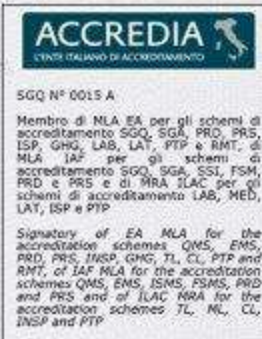 ACCREDIA
L'ENTE ITALIANO DI ACCREDITAMENTO
SGQ N° 0015 A
Membro di MLA EA per gli schemi di
accreditamento SGQ, SGA, PRD, PRS,
ISP, GHG, LAB, LAT, PTP e RMT, di
MLA IAF per gli schemi di
accreditamento SGQ, SGA, SSI, FSM,
PRD e PRS e di MRA ILAC per gli
schemi di accreditamento LAB, MED,
LAT, ISP e PTP
Signatory of EA MLA for the
accreditation schemes QMS, EMS,
PRD, PRS, INSP, GHG, TL, CL, PTP and
RMT, of IAF MLA for the accreditation
schemes QMS, EMS, ISMS, FSMS, PRD
and PRS and of ILAC MRA for the
accreditation schemes TL, ML, CL,
INSP and PTP